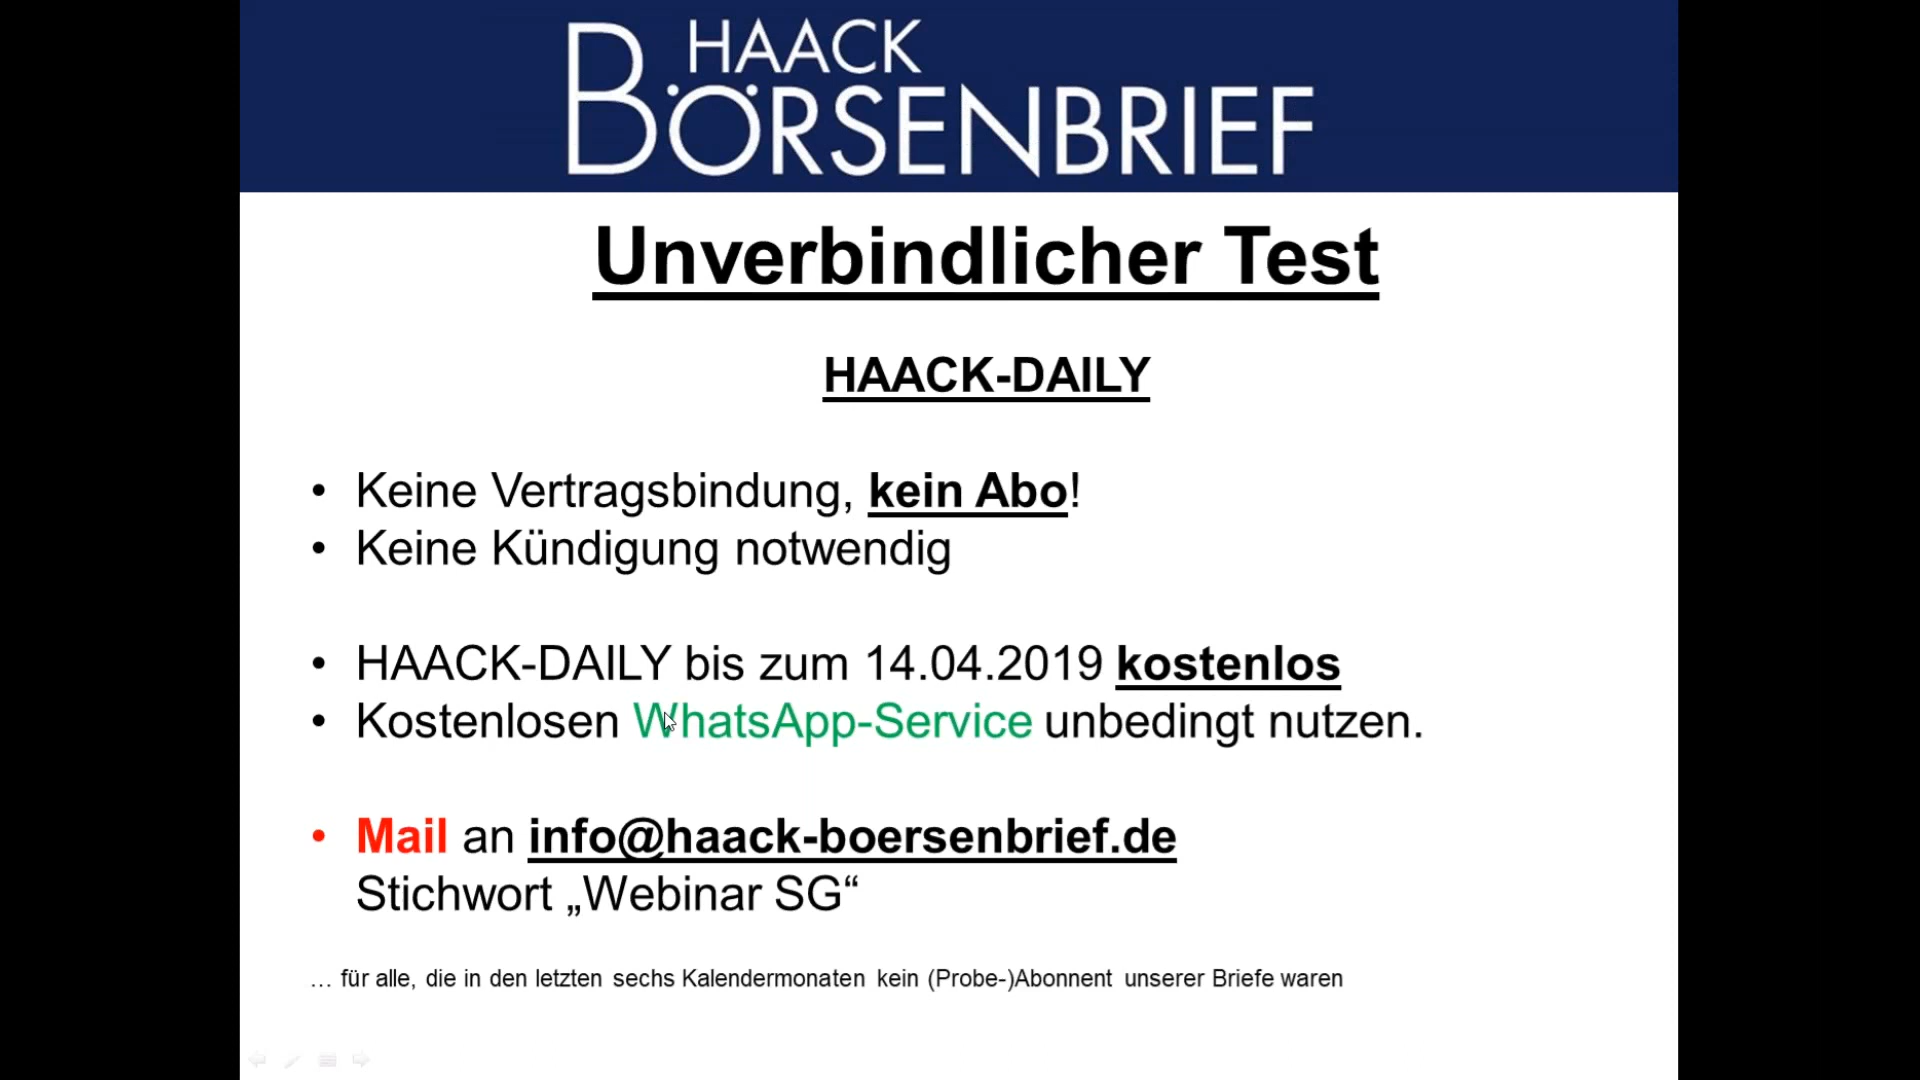 HAACK
BÖRSENBRIEF
Unverbindlicher Test
HAACK-DAILY
• Keine Vertragsbindung, kein Abo!
• Keine Kündigung notwendig
• HAACK-DAILY bis zum 14.04.2019 kostenlos
• Kostenlosen WhatsApp-Service unbedingt nutzen.
• Mail an info@haack-boersenbrief.de
Stichwort „Webinar SG“
… für alle, die in den letzten sechs Kalendermonaten kein (Probe-)Abonnent unserer Briefe waren